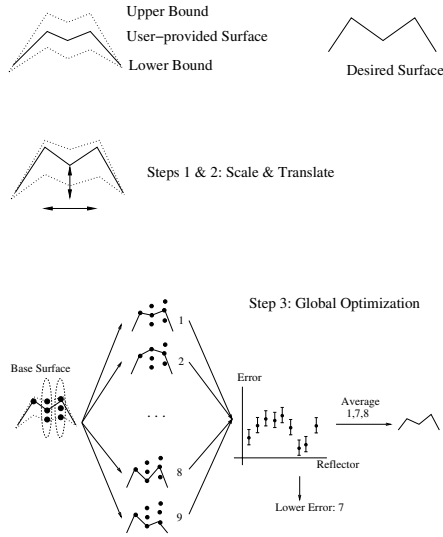 Upper Bound
User-provided Surface
Lower Bound
Desired Surface
Steps 1 & 2: Scale & Translate
Step 3: Global Optimization
Base Surface
1
2
. . .
8
9
Error
Reflector
Lower Error: 7
Average
1,7,8